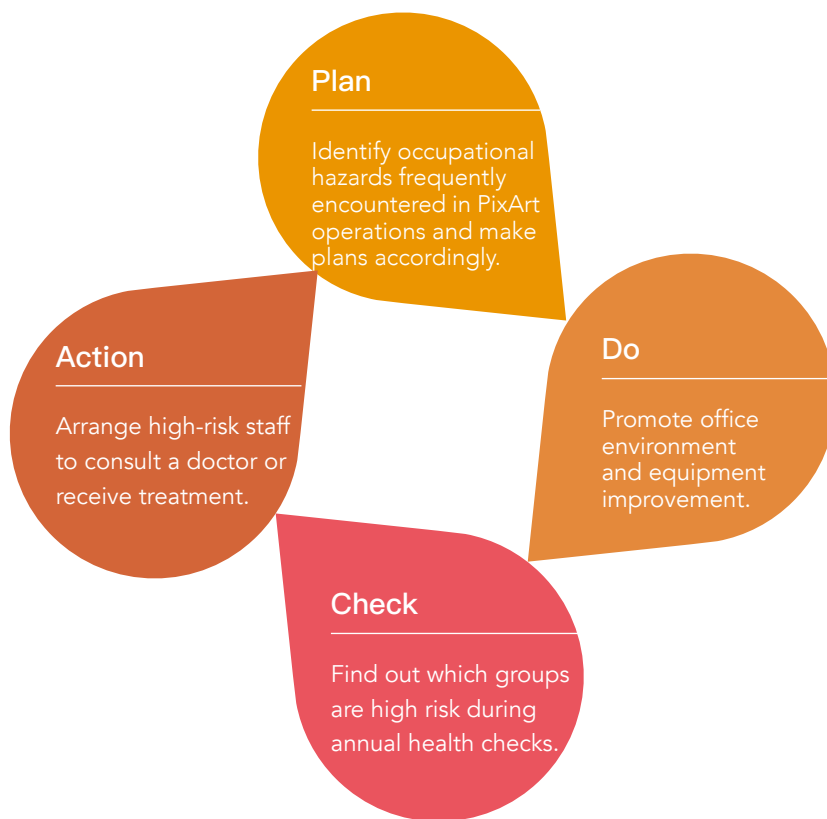 Plan
Identify occupational
hazards frequently
encountered in PixArt
operations and make
plans accordingly.
Do
Promote office
environment
and equipment
improvement.
Check
Find out which groups
are high risk during
annual health checks.
Action
Arrange high-risk staff
to consult a doctor or
receive treatment.